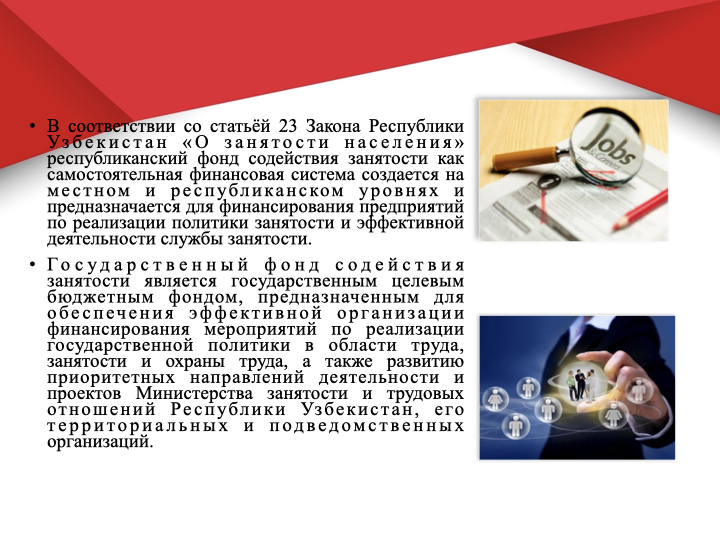 • В соответствии со статьёй 23 Закона Республики
Узбекистан «О занятости населения»
республиканский фонд содействия занятости как
самостоятельная финансовая система создается на
местном и республиканском уровнях и
предназначается для финансирования предприятий
по реализации политики занятости и эффективной
деятельности службы занятости.
• Государственный фонд содействия
занятости является государственным целевым
бюджетным фондом, предназначенным для
обеспечения эффективной организации
финансирования мероприятий по реализации
государственной политики в области труда,
занятости и охраны труда, а также развитию
приоритетных направлений деятельности и
проектов Министерства занятости и трудовых
отношений Республики Узбекистан, его
территориальных и подведомственных
организаций.
Jobs